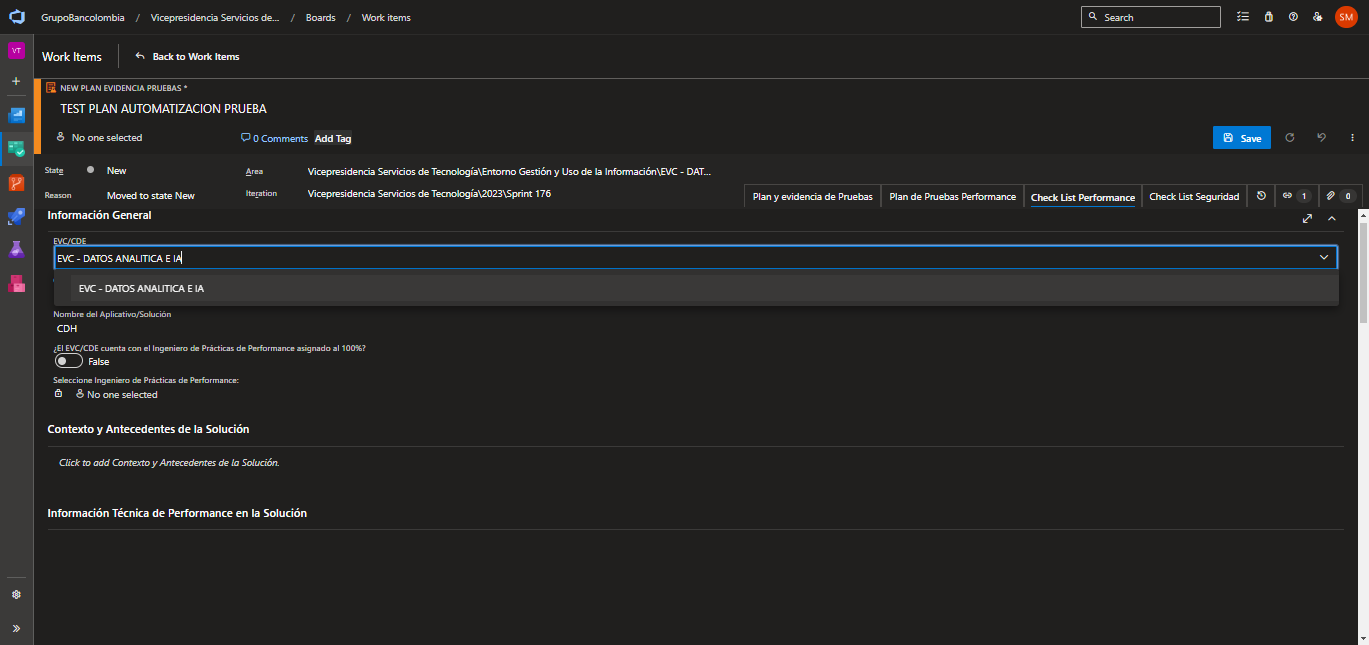 GrupoBancolombia / Vicepresidencia Servicios de... / Boards / Work items
Search
SM
VT
Work Items
Back to Work Items
NEW PLAN EVIDENCIA PRUEBAS *
TEST PLAN AUTOMATIZACION PRUEBA
No one selected
0 Comments
Add Tag
Save
State
New
Area
Vicepresidencia Servicios de Tecnología\Entorno Gestión y Uso de la Información\EVC - DAT...
Reason
Moved to state New
Iteration
Vicepresidencia Servicios de Tecnología\2023\Sprint 176
Plan y evidencia de Pruebas
Plan de Pruebas Performance
Check List Performance
Check List Seguridad
1
0
Información General
EVC/CDE
EVC - DATOS ANALITICA E IA
EVC - DATOS ANALITICA E IA
Nombre del Aplicativo/Solución
CDH
¿El EVC/CDE cuenta con el Ingeniero de Prácticas de Performance asignado al 100%?
False
Seleccione Ingeniero de Prácticas de Performance:
No one selected
Contexto y Antecedentes de la Solución
Click to add Contexto y Antecedentes de la Solución.
Información Técnica de Performance en la Solución